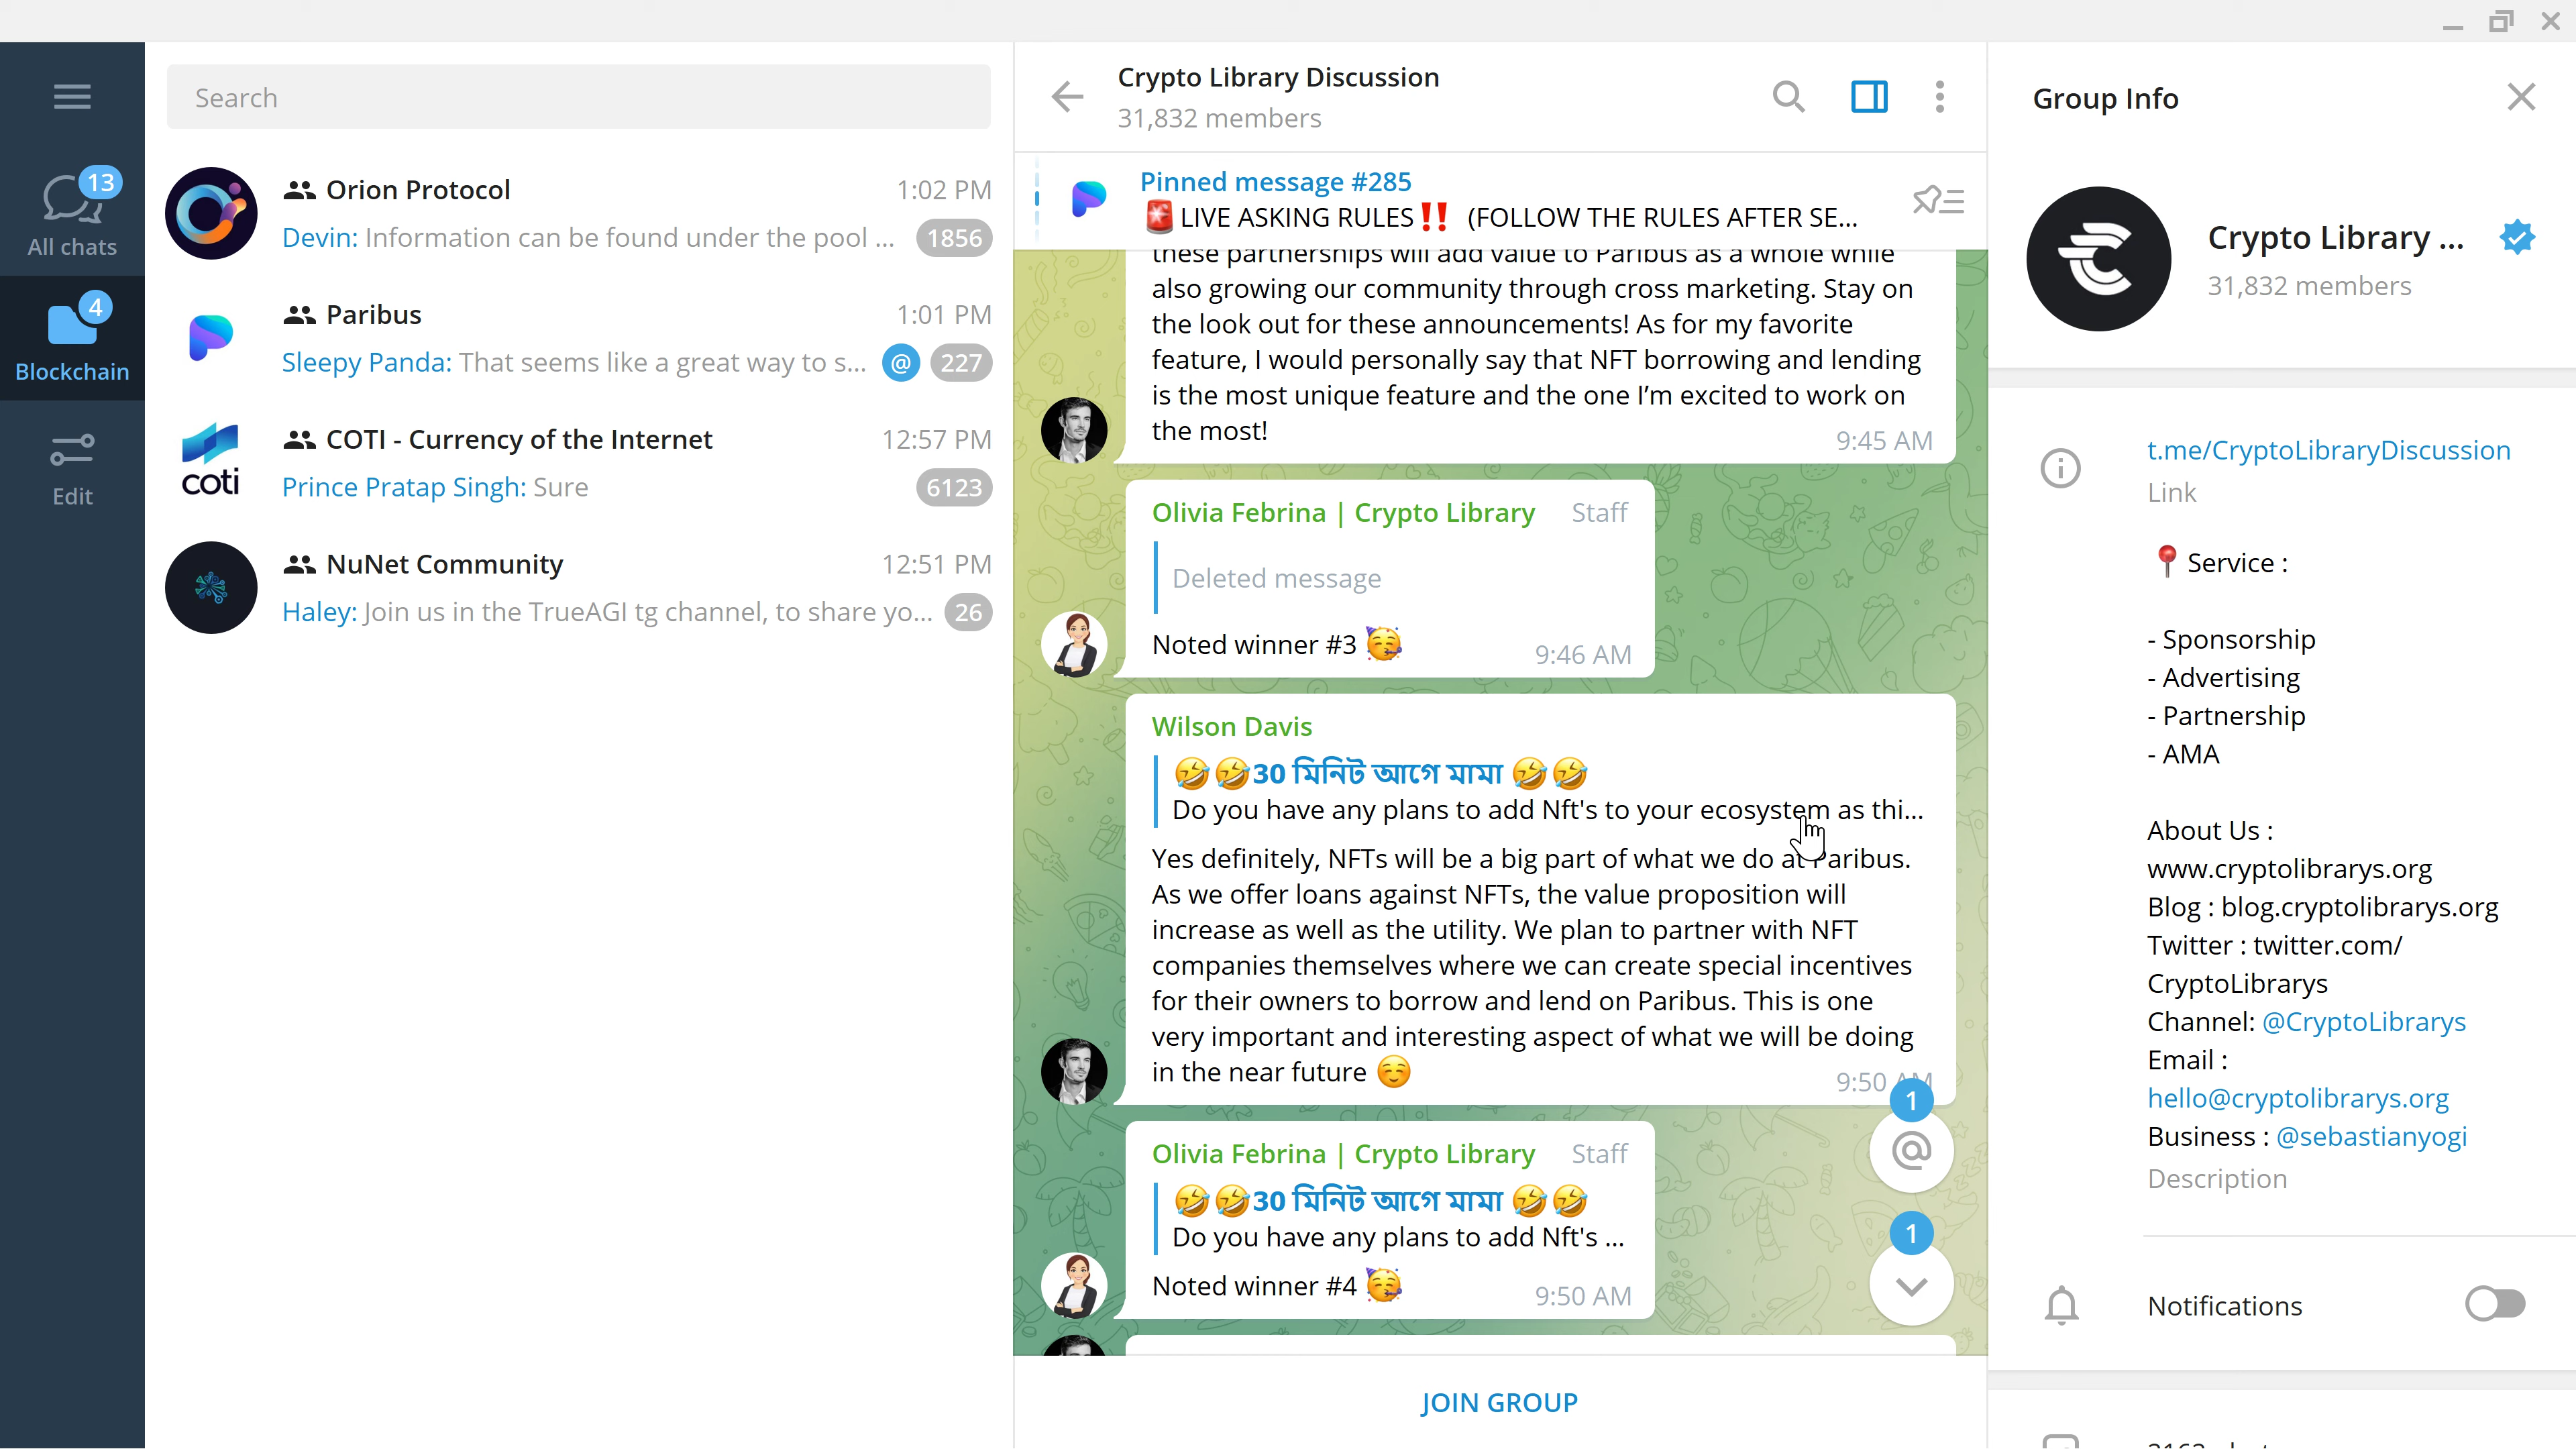 Search
13
All chats
4
Blockchain
Edit
Orion Protocol 1:02 PM
Devin: Information can be found under the pool ... 1856
Paribus 1:01 PM
Sleepy Panda: That seems like a great way to s... @ 227
COTI - Currency of the Internet 12:57 PM
coti
Prince Pratap Singh: Sure 6123
NuNet Community 12:51 PM
Haley: Join us in the TrueAGI tg channel, to share yo... 26
Crypto Library Discussion
31,832 members
Pinned message #285
🚨 LIVE ASKING RULES‼️ (FOLLOW THE RULES AFTER SE...
these partnerships will add value to Paribus as a whole while
also growing our community through cross marketing. Stay on
the look out for these announcements! As for my favorite
feature, I would personally say that NFT borrowing and lending
is the most unique feature and the one I'm excited to work on
the most! 9:45 AM
Olivia Febrina | Crypto Library Staff
Deleted message
Noted winner #3 🥳 9:46 AM
Wilson Davis
🤣🤣30 মিনিট আগে মামা 🤣🤣
Do you have any plans to add Nft's to your ecosystem as thi...
Yes definitely, NFTs will be a big part of what we do at Paribus.
As we offer loans against NFTs, the value proposition will
increase as well as the utility. We plan to partner with NFT
companies themselves where we can create special incentives
for their owners to borrow and lend on Paribus. This is one
very important and interesting aspect of what we will be doing
in the near future ☺️ 9:50 AM
1
@
Olivia Febrina | Crypto Library Staff
🤣🤣30 মিনিট আগে মামা 🤣🤣
Do you have any plans to add Nft's ...
Noted winner #4 🥳 9:50 AM
1
JOIN GROUP
Group Info
Crypto Library ...
31,832 members
t.me/CryptoLibraryDiscussion
Link
📍 Service :
- Sponsorship
- Advertising
- Partnership
- AMA
About Us :
www.cryptolibrarys.org
Blog : blog.cryptolibrarys.org
Twitter : twitter.com/
CryptoLibrarys
Channel: @CryptoLibrarys
Email :
hello@cryptolibrarys.org
Business : @sebastianyogi
Description
Notifications